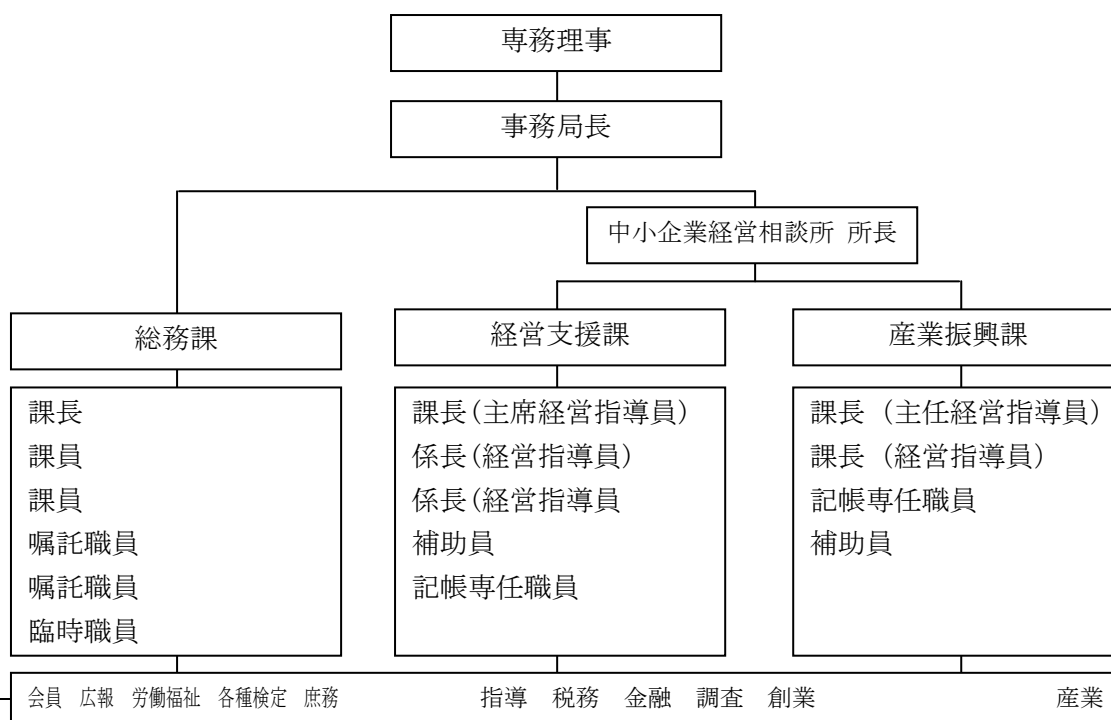 専務理事
事務局長
中小企業経営相談所 所長
総務課
経営支援課
産業振興課
課長
課員
課員
嘱託職員
嘱託職員
臨時職員
課長(主席経営指導員)
係長(経営指導員)
係長(経営指導員
補助員
記帳専任職員
課長 (主任経営指導員)
課長 (経営指導員)
記帳専任職員
補助員
会員 広報 労働福祉 各種検定 庶務
指導 税務 金融 調査 創業
産業